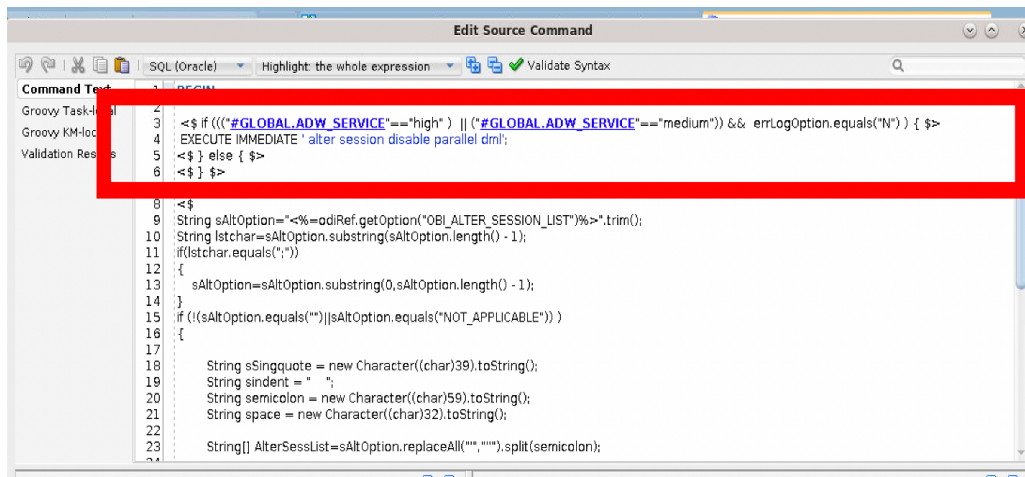 Edit Source Command
SQL (Oracle) Highlight: the whole expression Validate Syntax
Command Text
Groovy Task-
Groovy KM-loc
Validation Res s
1 BEGIN
2
3 <$ if ((("#GLOBAL.ADW_SERVICE"=="high" ) || ("#GLOBAL.ADW_SERVICE"=="medium")) && errLogOption.equals("N") ) { $>
4 EXECUTE IMMEDIATE ' alter session disable parallel dml';
5 <$ } else { $>
6 <$ } $>
8 <$
9 String sAltOption="<%=odiRef.getOption("OBI_ALTER_SESSION_LIST")%>".trim();
10 String lstchar=sAltOption.substring(sAltOption.length() - 1);
11 if(lstchar.equals(";"))
12 {
13 sAltOption=sAltOption.substring(0,sAltOption.length() - 1);
14 }
15 if (!(sAltOption.equals("")||sAltOption.equals("NOT_APPLICABLE")) )
16 {
17
18 String sSingquote = new Character((char)39).toString();
19 String sindent = " ";
20 String semicolon = new Character((char)59).toString();
21 String space = new Character((char)32).toString();
22
23 String[] AlterSessList=sAltOption.replaceAll("'","''").split(semicolon);
24